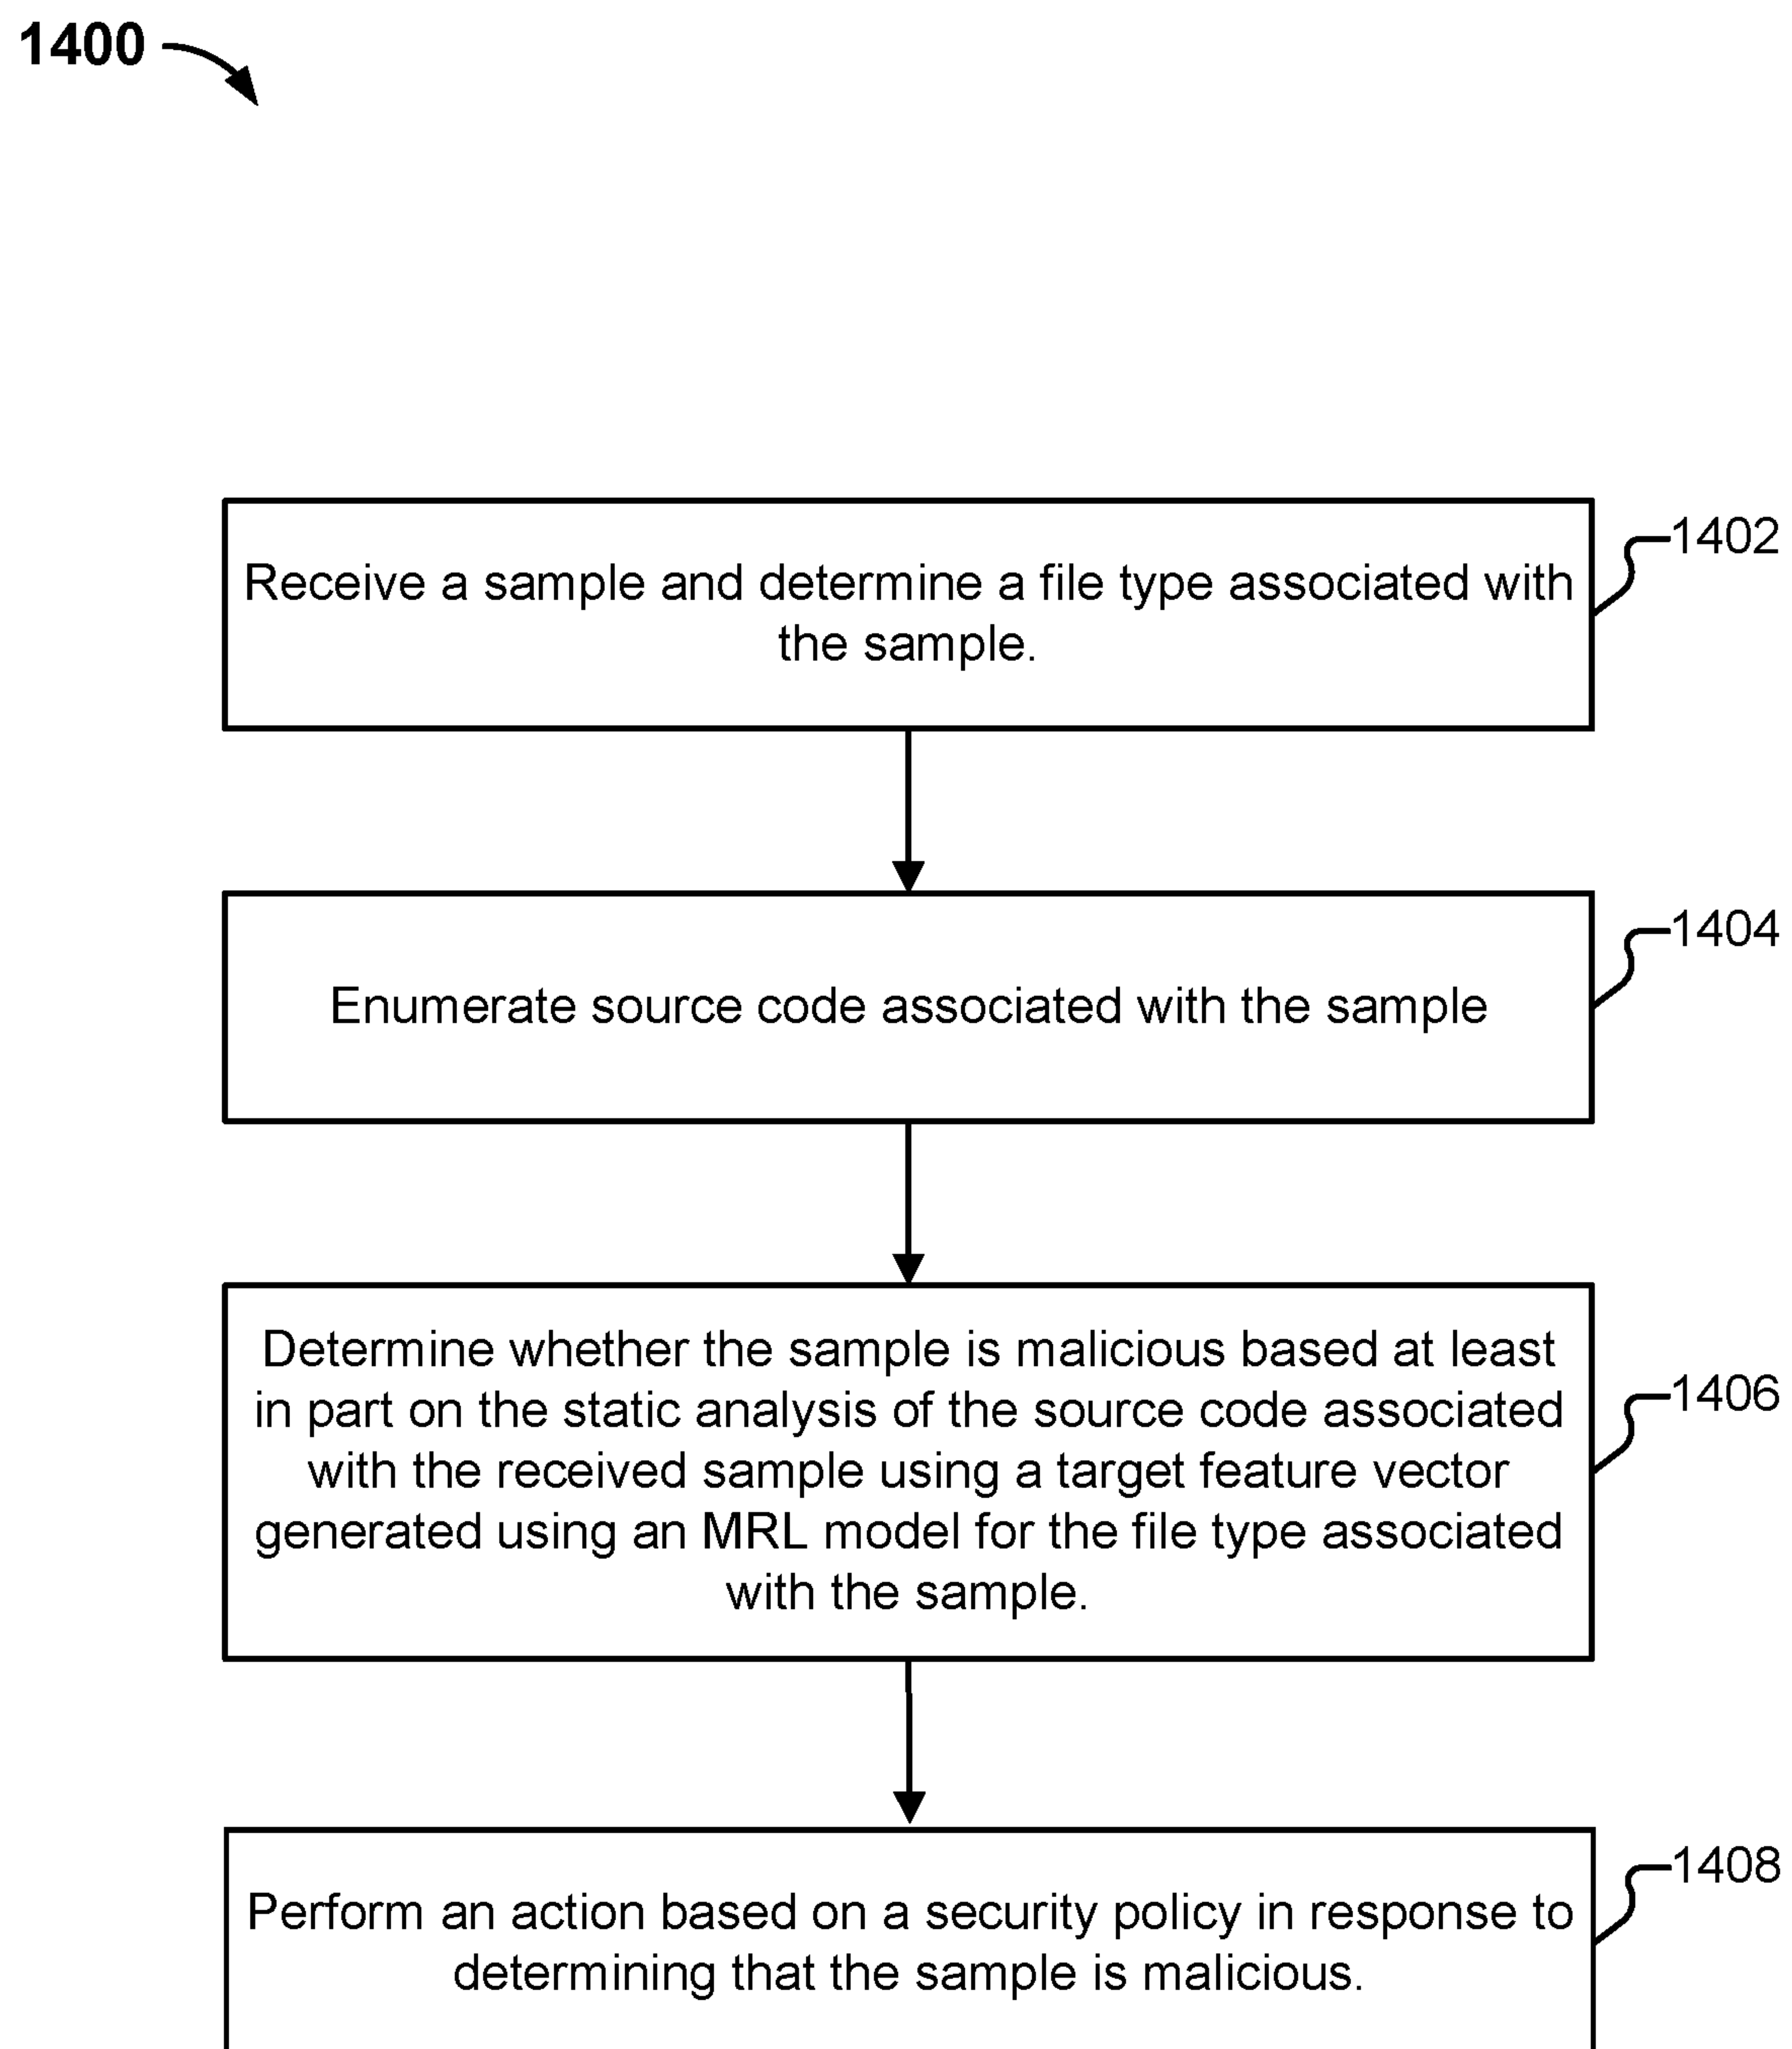 1400
Receive a sample and determine a file type associated with
the sample.
1402
Enumerate source code associated with the sample
1404
Determine whether the sample is malicious based at least
in part on the static analysis of the source code associated
with the received sample using a target feature vector
generated using an MRL model for the file type associated
with the sample.
1406
Perform an action based on a security policy in response to
determining that the sample is malicious.
1408